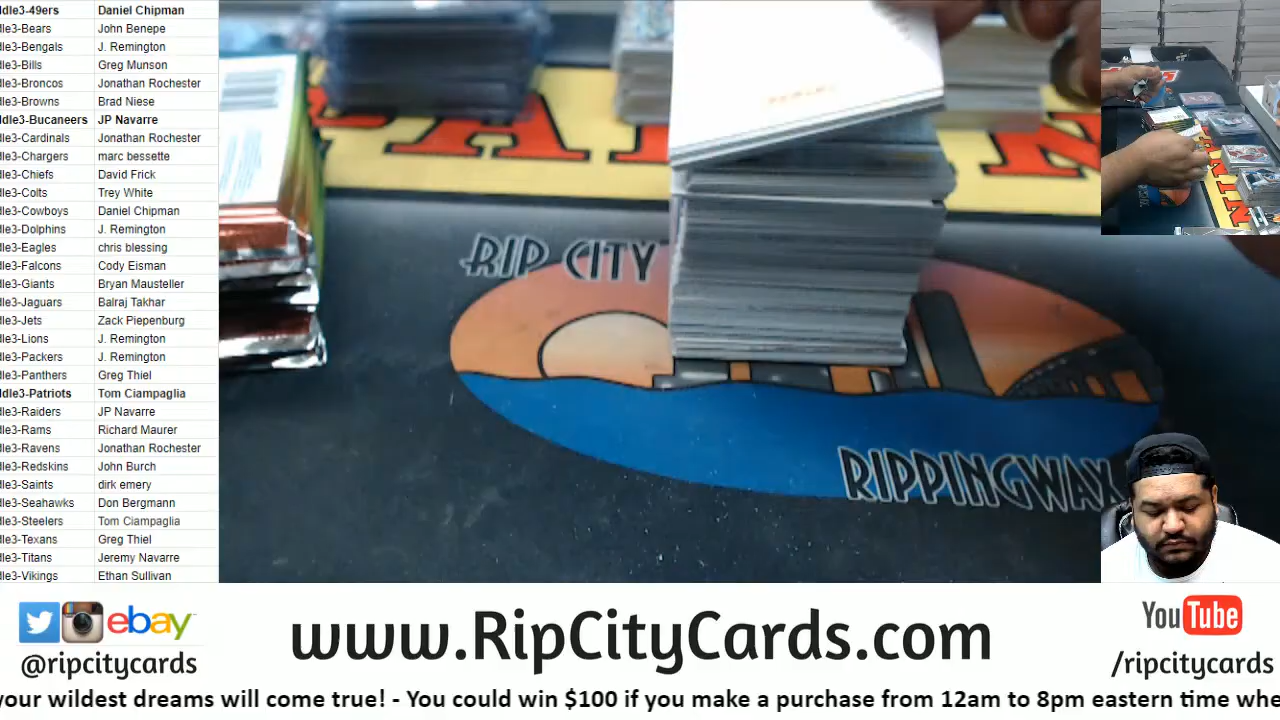 dle3-49ers Daniel Chipman
dle3-Bears John Benepe
dle3-Bengals J. Remington
dle3-Bills Greg Munson
dle3-Broncos Jonathan Rochester
dle3-Browns Brad Niese
dle3-Bucaneers JP Navarre
dle3-Cardinals Jonathan Rochester
dle3-Chargers marc bessette
dle3-Chiefs David Frick
dle3-Colts Trey White
dle3-Cowboys Daniel Chipman
dle3-Dolphins J. Remington
dle3-Eagles chris blessing
dle3-Falcons Cody Eisman
dle3-Giants Bryan Mausteller
dle3-Jaguars Balraj Takhar
dle3-Jets Zack Piepenburg
dle3-Lions J. Remington
dle3-Packers J. Remington
dle3-Panthers Greg Thiel
dle3-Patriots Tom Ciampaglia
dle3-Raiders JP Navarre
dle3-Rams Richard Maurer
dle3-Ravens Jonathan Rochester
dle3-Redskins John Burch
dle3-Saints dirk emery
dle3-Seahawks Don Bergmann
dle3-Steelers Tom Ciampaglia
dle3-Texans Greg Thiel
dle3-Titans Jeremy Navarre
dle3-Vikings Ethan Sullivan
RIP CITY
RIPPINGWAX
ebay
@ripcitycards
www.RipCityCards.com
YouTube
/ripcitycards
your wildest dreams will come true! - You could win $100 if you make a purchase from 12am to 8pm eastern time whe